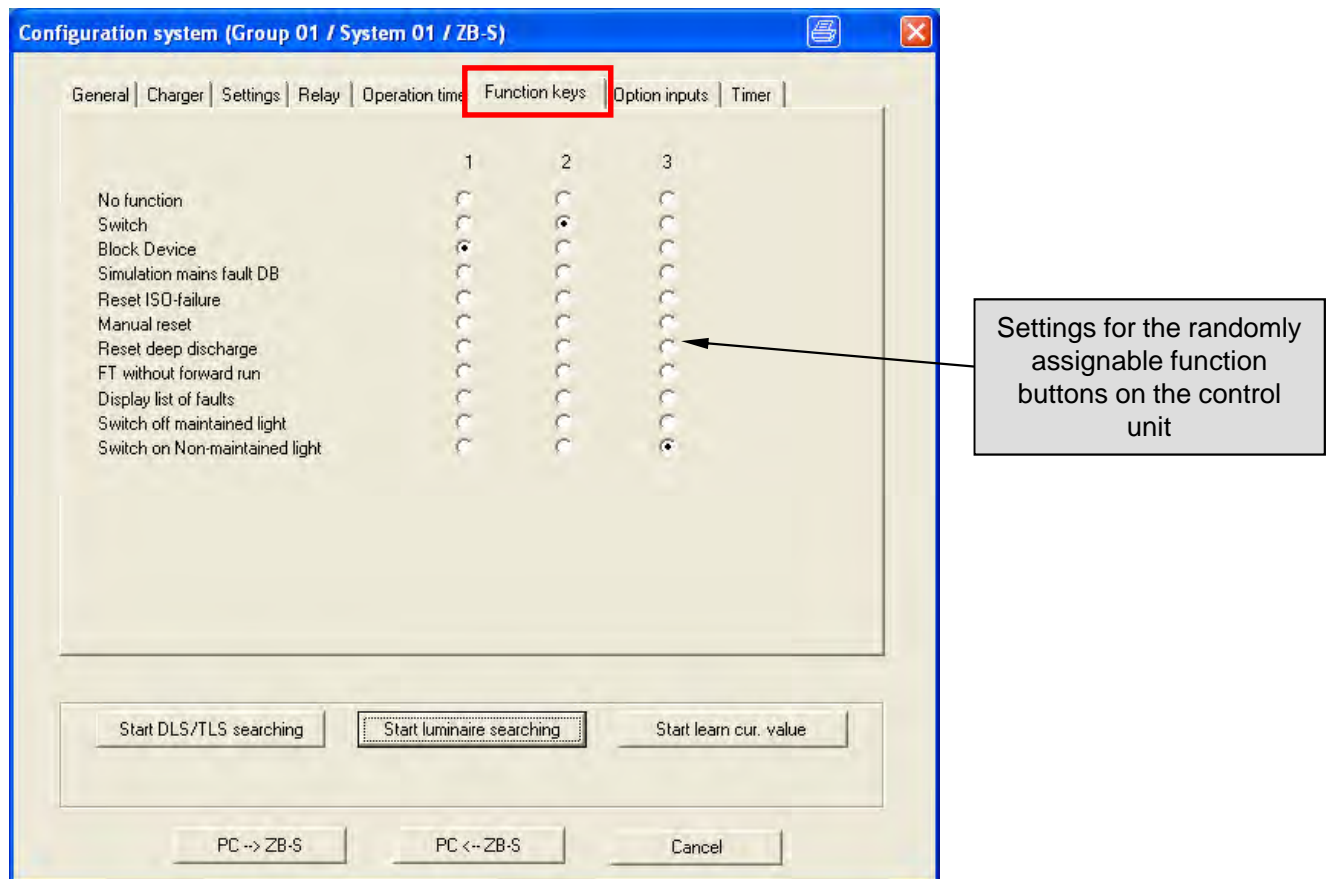 Configuration system (Group 01 / System 01 / ZB-S)
General Charger Settings Relay Operation time Function keys Option inputs Timer
1 2 3
No function
Switch
Block Device
Simulation mains fault DB
Reset ISO-failure
Manual reset
Reset deep discharge
FT without forward run
Display list of faults
Switch off maintained light
Switch on Non-maintained light
Settings for the randomly
assignable function
buttons on the control
unit
Start DLS/TLS searching Start luminaire searching Start learn cur. value
PC --> ZB-S PC <-- ZB-S Cancel